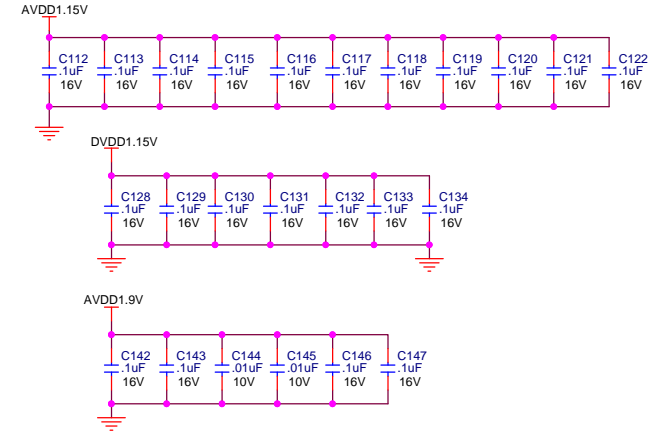 AVDD1.15V
C112 C113 C114 C115 C116 C117 C118 C119 C120 C121 C122
.1uF .1uF .1uF .1uF .1uF .1uF .1uF .1uF .1uF .1uF .1uF
16V 16V 16V 16V 16V 16V 16V 16V 16V 16V 16V
DVDD1.15V
C128 C129 C130 C131 C132 C133 C134
.1uF .1uF .1uF .1uF .1uF .1uF .1uF
16V 16V 16V 16V 16V 16V 16V
AVDD1.9V
C142 C143 C144 C145 C146 C147
.1uF .1uF .01uF .01uF .1uF .1uF
16V 16V 10V 10V 16V 16V